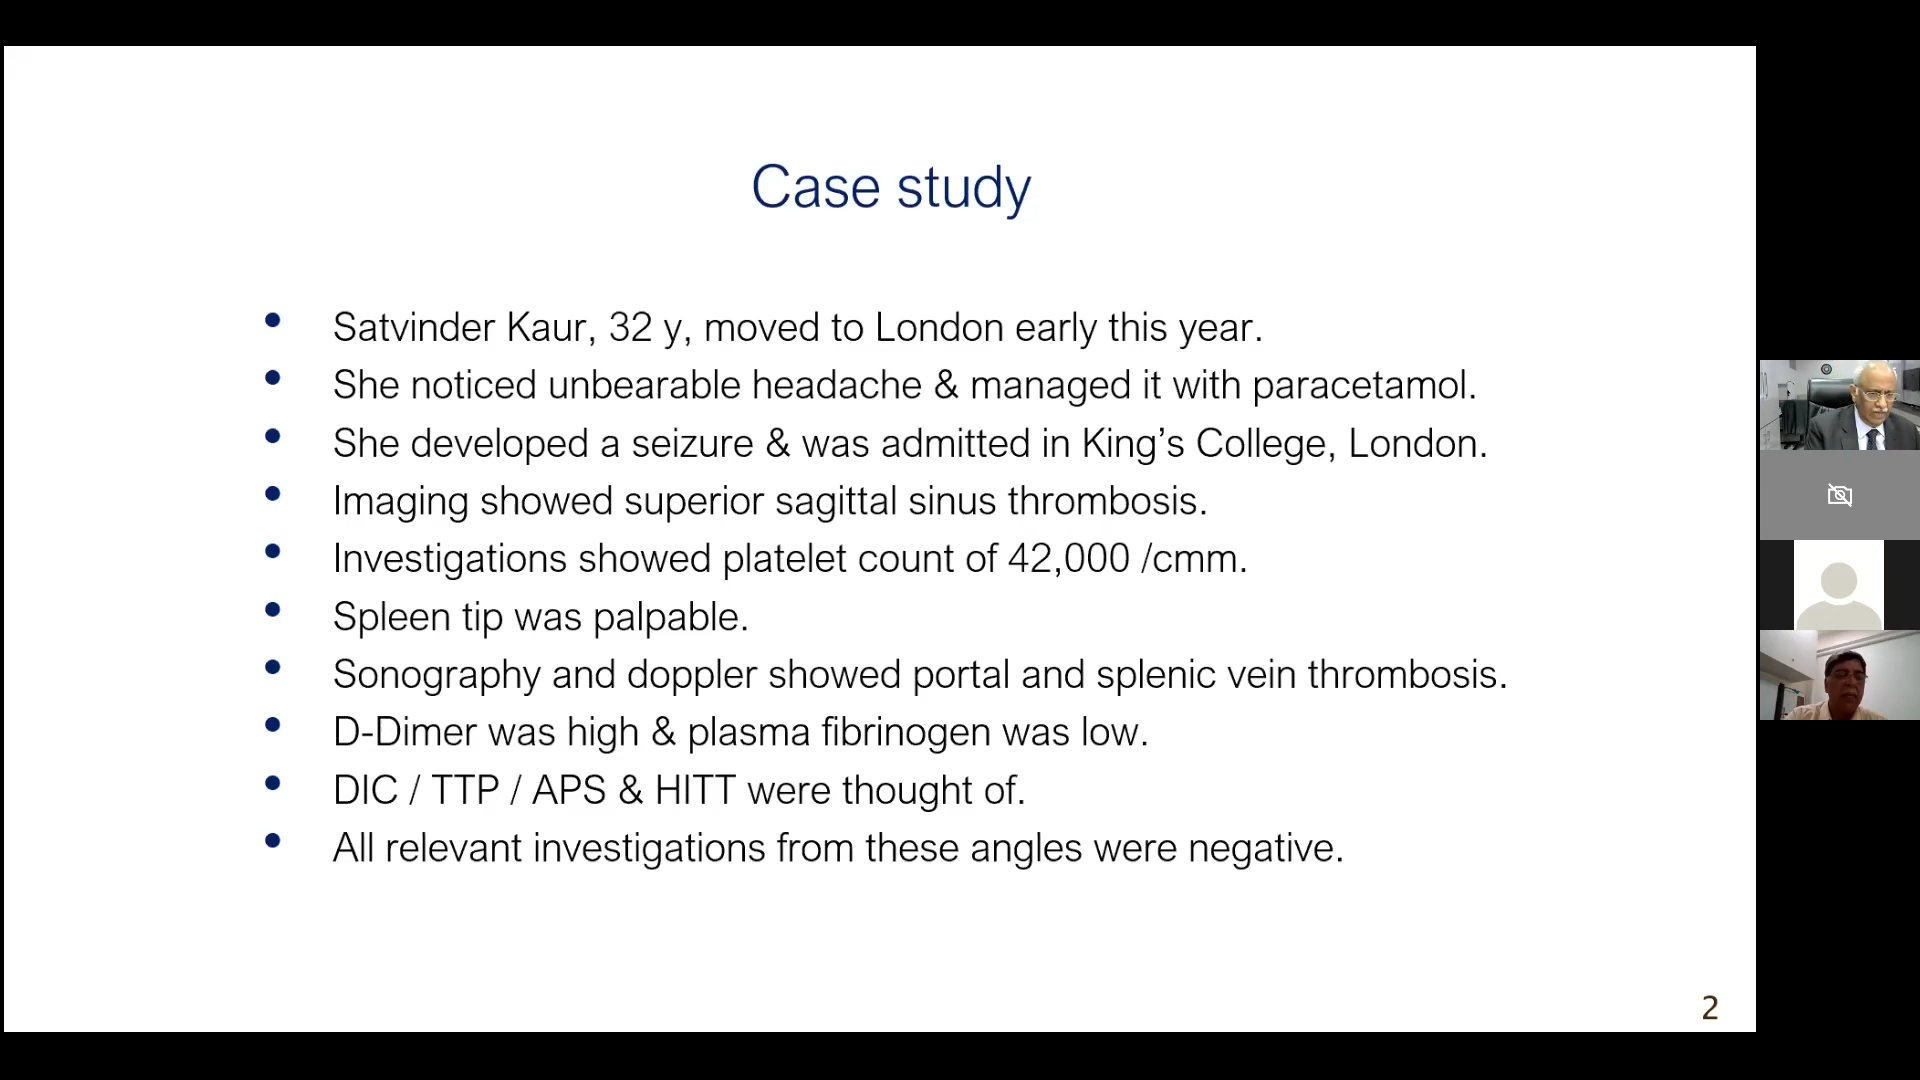 Case study
• Satvinder Kaur, 32 y, moved to London early this year.
• She noticed unbearable headache & managed it with paracetamol.
• She developed a seizure & was admitted in King’s College, London.
• Imaging showed superior sagittal sinus thrombosis.
• Investigations showed platelet count of 42,000 /cmm.
• Spleen tip was palpable.
• Sonography and doppler showed portal and splenic vein thrombosis.
• D-Dimer was high & plasma fibrinogen was low.
• DIC / TTP / APS & HITT were thought of.
• All relevant investigations from these angles were negative.
2